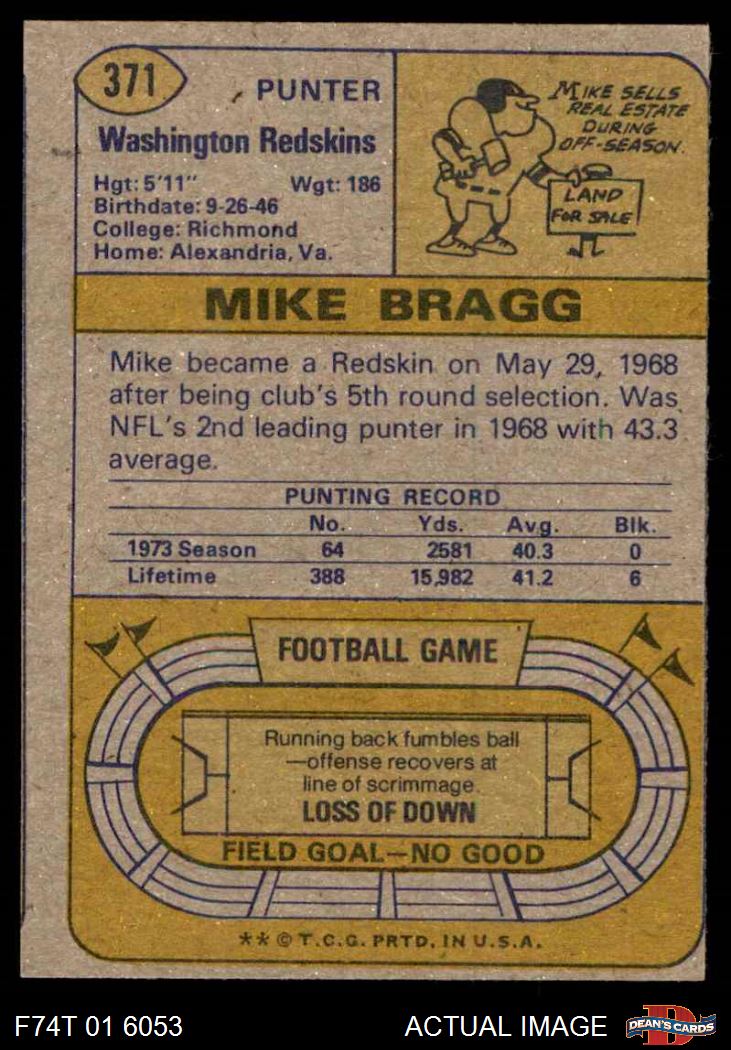 371
PUNTER
Washington Redskins
Hgt: 5'11" Wgt: 186
Birthdate: 9-26-46
College: Richmond
Home: Alexandria, Va.
MIKE SELLS
REAL ESTATE
DURING
OFF-SEASON.
LAND
FOR SALE
MIKE BRAGG
Mike became a Redskin on May 29, 1968
after being club's 5th round selection. Was
NFL's 2nd leading punter in 1968 with 43.3
average.
PUNTING RECORD
No. Yds. Avg. Blk.
1973 Season 64 2581 40.3 0
Lifetime 388 15,982 41.2 6
FOOTBALL GAME
Running back fumbles ball
—offense recovers at
line of scrimmage.
LOSS OF DOWN
FIELD GOAL—NO GOOD
** © T.C.G. PRTD. IN U.S.A.
F74T 01 6053 ACTUAL IMAGE
D
DEAN'S CARDS